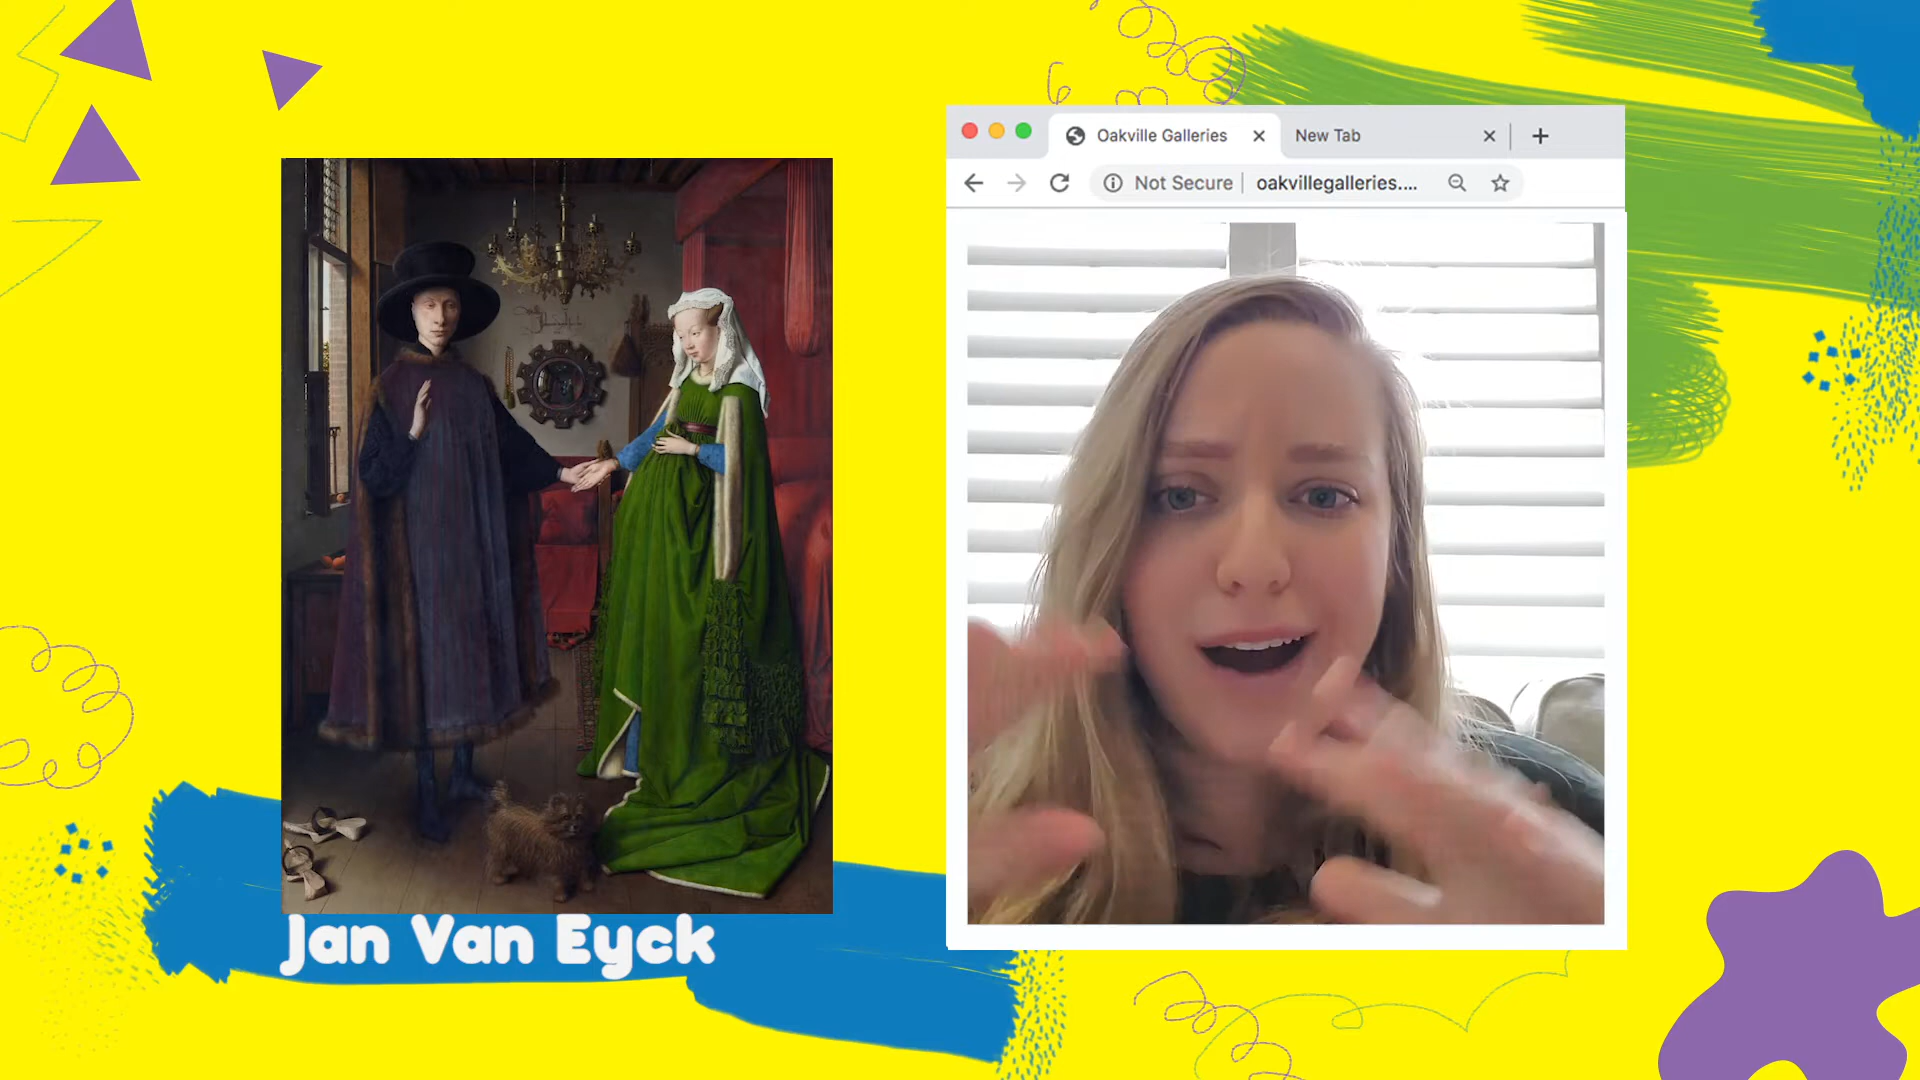 Oakville Galleries
New Tab
Not Secure
oakvillegalleries....
Jan Van Eyck